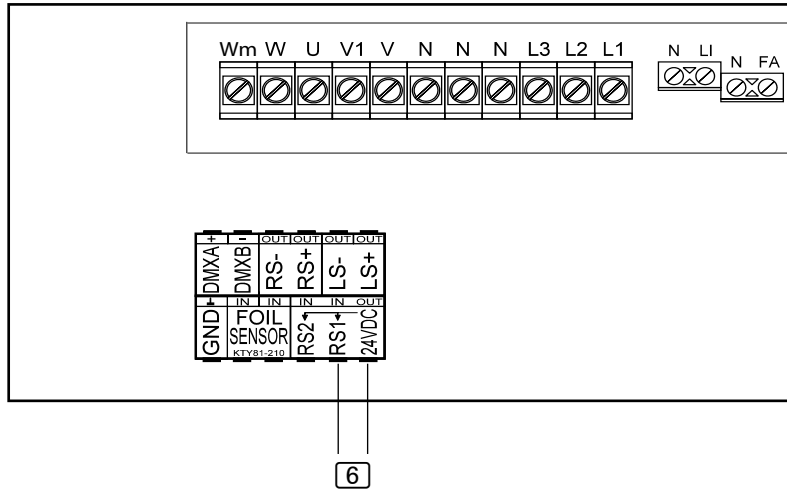 Wm W U V1 V N N N L3 L2 L1
N LI
N FA
+ - OUT OUT OUT OUT
DMXA DMXB RS- RS+ LS- LS+
IN IN IN IN OUT
GND FOIL RS2 RS1 24VDC
SENSOR
KTY81-210
6